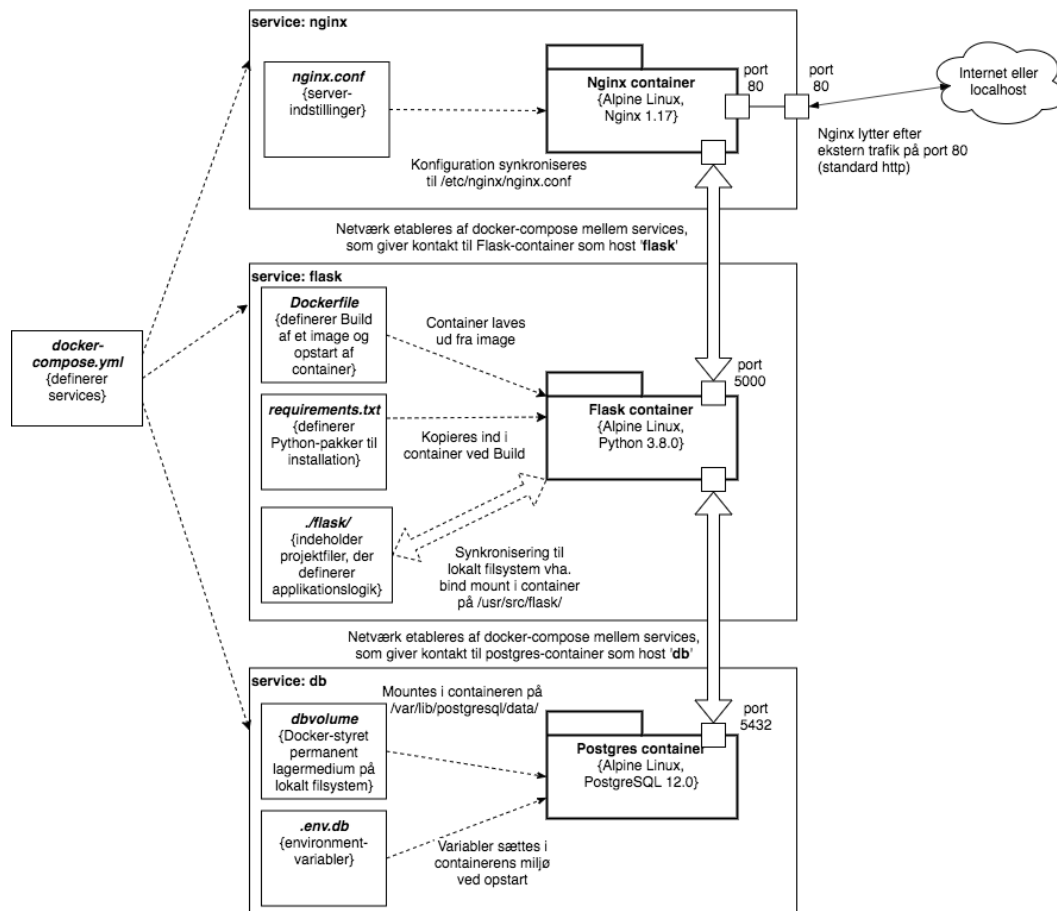 service: nginx
nginx.conf
{server-
indstillinger}
Nginx container
{Alpine Linux,
Nginx 1.17}
port
80
port
80
Internet eller
localhost
Nginx lytter efter
ekstern trafik på port 80
(standard http)
Konfiguration synkroniseres
til /etc/nginx/nginx.conf
Netværk etableres af docker-compose mellem services,
som giver kontakt til Flask-container som host 'flask'
docker-
compose.yml
{definerer
services}
service: flask
Dockerfile
{definerer Build
af et image og
opstart af
container}
Container laves
ud fra image
port
5000
requirements.txt
{definerer
Python-pakker til
installation}
Flask container
{Alpine Linux,
Python 3.8.0}
Kopieres ind i
container ved Build
./flask/
{indeholder
projektfiler, der
definerer
applikationslogik}
Synkronisering til
lokalt filsystem vha.
bind mount i container
på /usr/src/flask/
Netværk etableres af docker-compose mellem services,
som giver kontakt til postgres-container som host 'db'
service: db
Mountes i containeren på
/var/lib/postgresql/data/
dbvolume
{Docker-styret
permanent
lagermedium på
lokalt filsystem}
port
5432
Postgres container
{Alpine Linux,
PostgreSQL 12.0}
.env.db
{environment-
variabler}
Variabler sættes i
containerens miljø
ved opstart